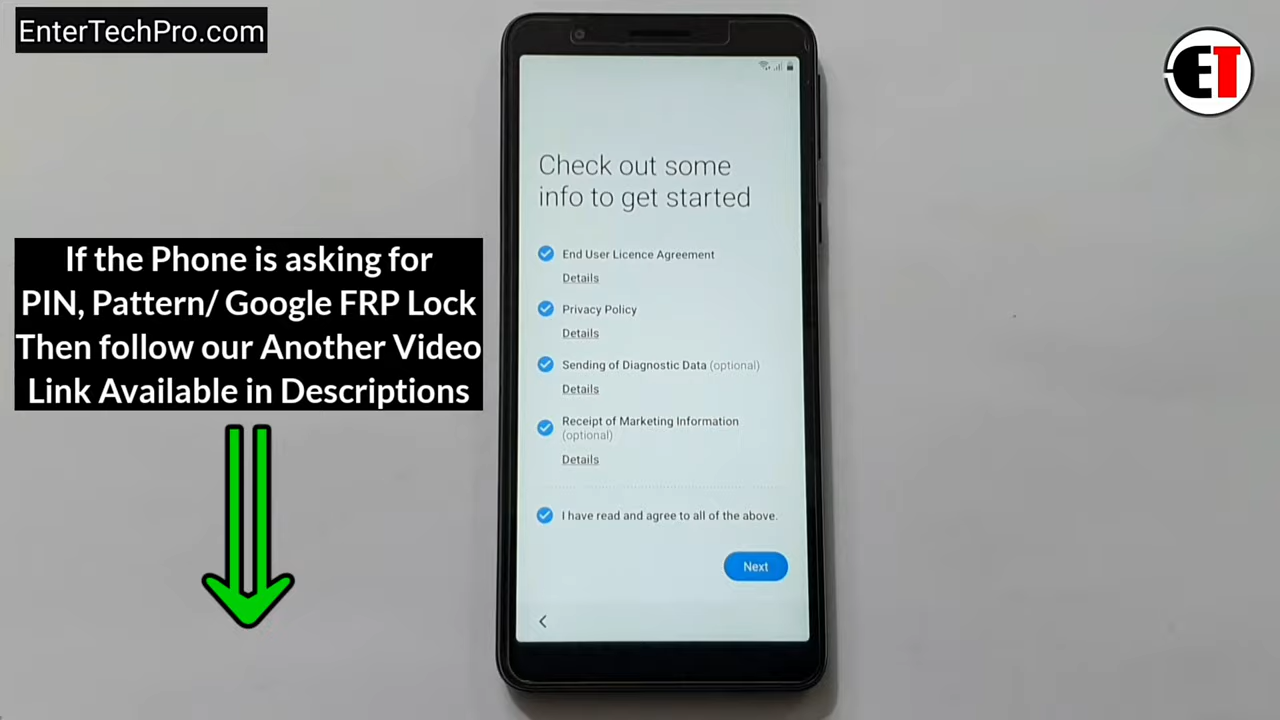 EnterTechPro.com
ET
Check out some
info to get started
If the Phone is asking for
PIN, Pattern/ Google FRP Lock
Then follow our Another Video
Link Available in Descriptions
End User Licence Agreement
Details
Privacy Policy
Details
Sending of Diagnostic Data (optional)
Details
Receipt of Marketing Information
(optional)
Details
I have read and agree to all of the above.
Next